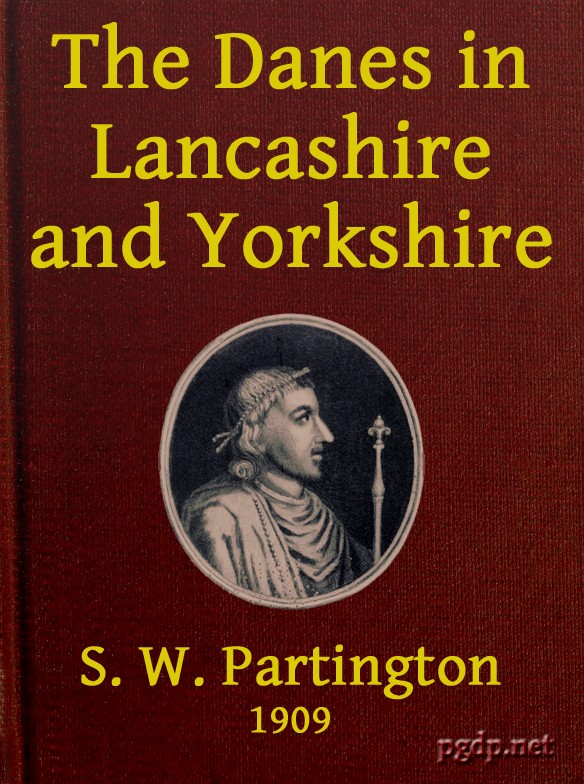 The Danes in
Lancashire
and Yorkshire
S. W. Partington
1909
pgdp.net